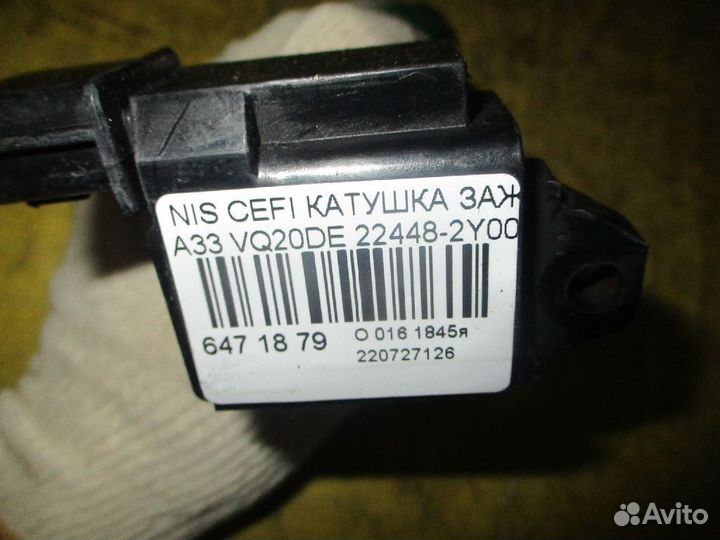 NIS CEFI КАТУШКА ЗАЖ
A33 VQ20DE 22448-2Y00
647 18 79
О 016 1845я
220727126
Avito